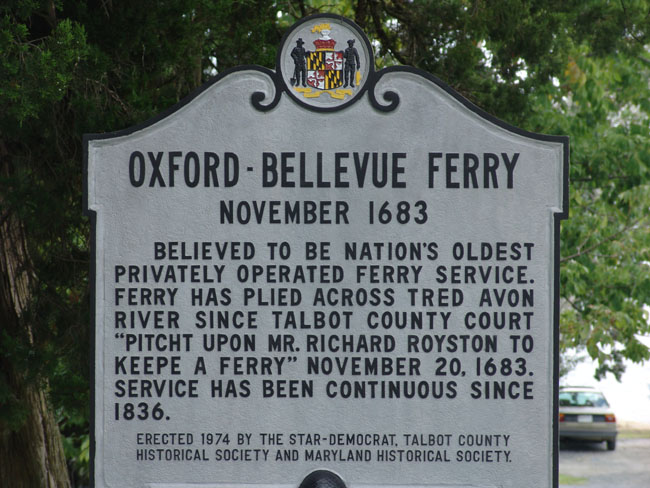 OXFORD-BELLEVUE FERRY
NOVEMBER 1683
BELIEVED TO BE NATION'S OLDEST
PRIVATELY OPERATED FERRY SERVICE.
FERRY HAS PLIED ACROSS TRED AVON
RIVER SINCE TALBOT COUNTY COURT
"PITCHT UPON MR. RICHARD ROYSTON TO
KEEPE A FERRY" NOVEMBER 20, 1683.
SERVICE HAS BEEN CONTINUOUS SINCE
1836.
ERECTED 1974 BY THE STAR-DEMOCRAT, TALBOT COUNTY
HISTORICAL SOCIETY AND MARYLAND HISTORICAL SOCIETY.